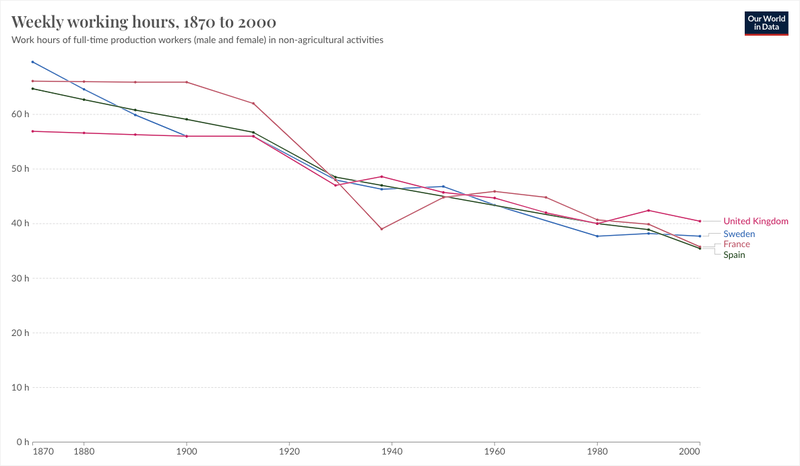 Weekly working hours, 1870 to 2000
Work hours of full-time production workers (male and female) in non-agricultural activities
Our World
in Data
60 h
50 h
40 h
30 h
20 h
10 h
0 h
United Kingdom
Sweden
France
Spain
1870 1880 1900 1920 1940 1960 1980 2000